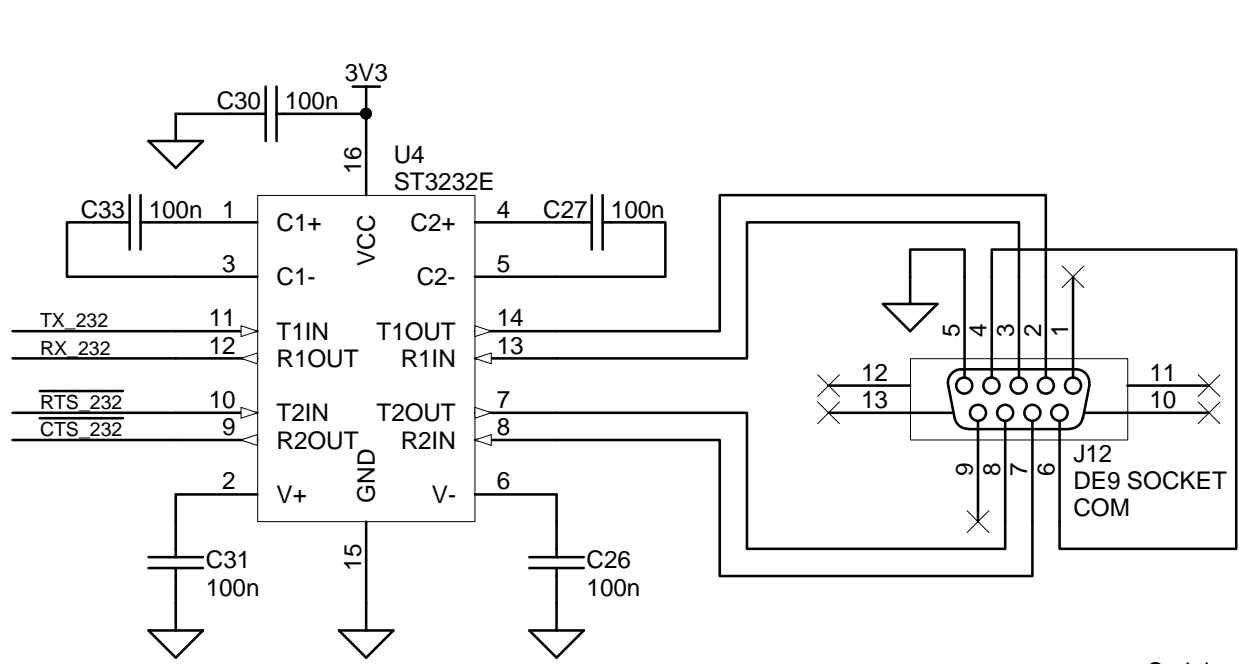 3V3
C30 100n
16
U4
ST3232E
C33 100n 1
4 C27 100n
C1+ VCC C2+
3 5
C1- C2-
TX_232 11 T1IN T1OUT 14
RX_232 12 R1OUT R1IN 13
RTS_232 10 T2IN T2OUT 7
CTS_232 9 R2OUT R2IN 8
2 V+ GND V- 6
C31
100n
15
C26
100n
5 4 3 2 1
12 11
13 10
9 8 7 6
J12
DE9 SOCKET
COM